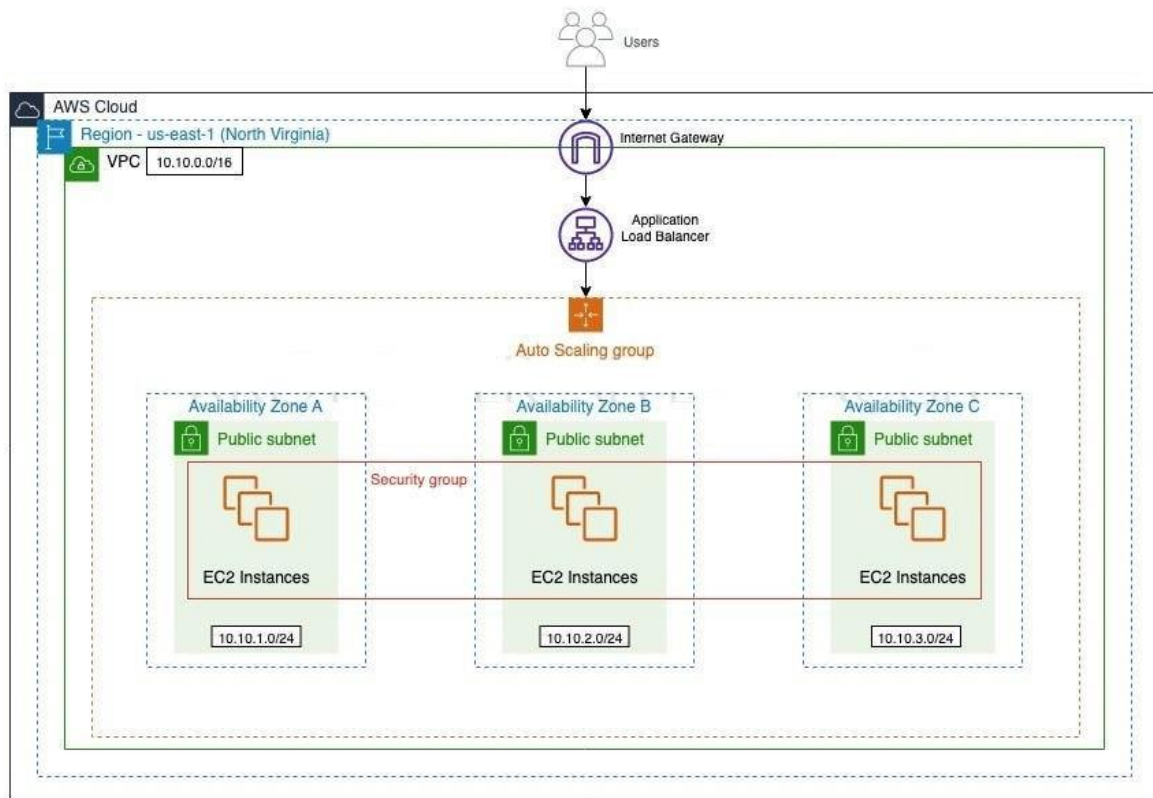 Users
AWS Cloud
Region - us-east-1 (North Virginia)
Internet Gateway
VPC 10.10.0.0/16
Application
Load Balancer
Auto Scaling group
Availability Zone A
Availability Zone B
Availability Zone C
Public subnet
Public subnet
Public subnet
Security group
EC2 Instances
EC2 Instances
EC2 Instances
10.10.1.0/24
10.10.2.0/24
10.10.3.0/24